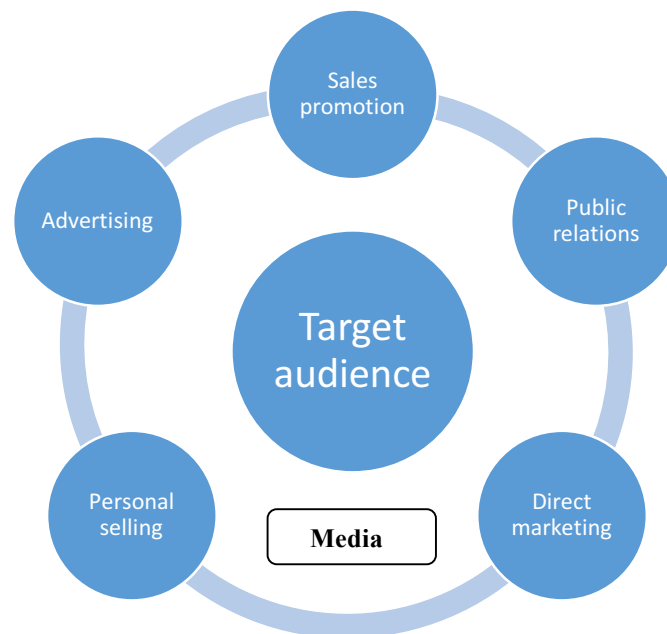 Sales
promotion
Advertising
Public
relations
Target
audience
Personal
selling
Direct
marketing
Media